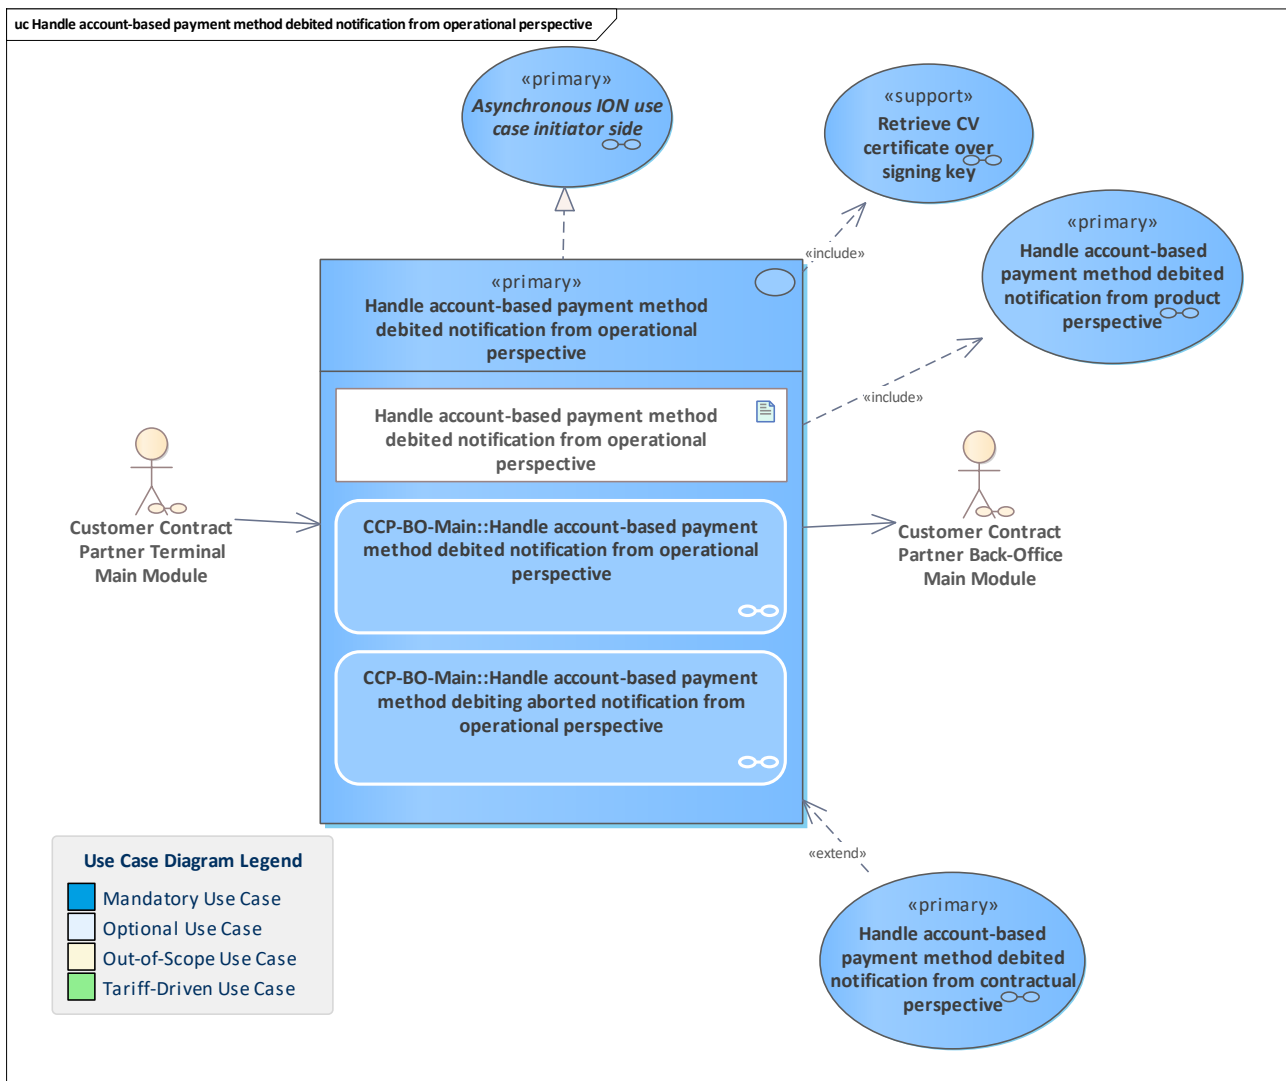 uc Handle account-based payment method debited notification from operational perspective
«primary»
Asynchronous ION use
case initiator side
«support»
Retrieve CV
certificate over
signing key
«primary»
Handle account-based
payment method debited
notification from product
perspective
«include»
«include»
«primary»
Handle account-based payment method
debited notification from operational
perspective
Handle account-based payment method
debited notification from operational
perspective
CCP-BO-Main::Handle account-based payment
method debited notification from operational
perspective
CCP-BO-Main::Handle account-based payment
method debiting aborted notification from
operational perspective
Customer Contract
Partner Terminal
Main Module
Customer Contract
Partner Back-Office
Main Module
«extend»
«primary»
Handle account-based
payment method debited
notification from contractual
perspective
Use Case Diagram Legend
Mandatory Use Case
Optional Use Case
Out-of-Scope Use Case
Tariff-Driven Use Case